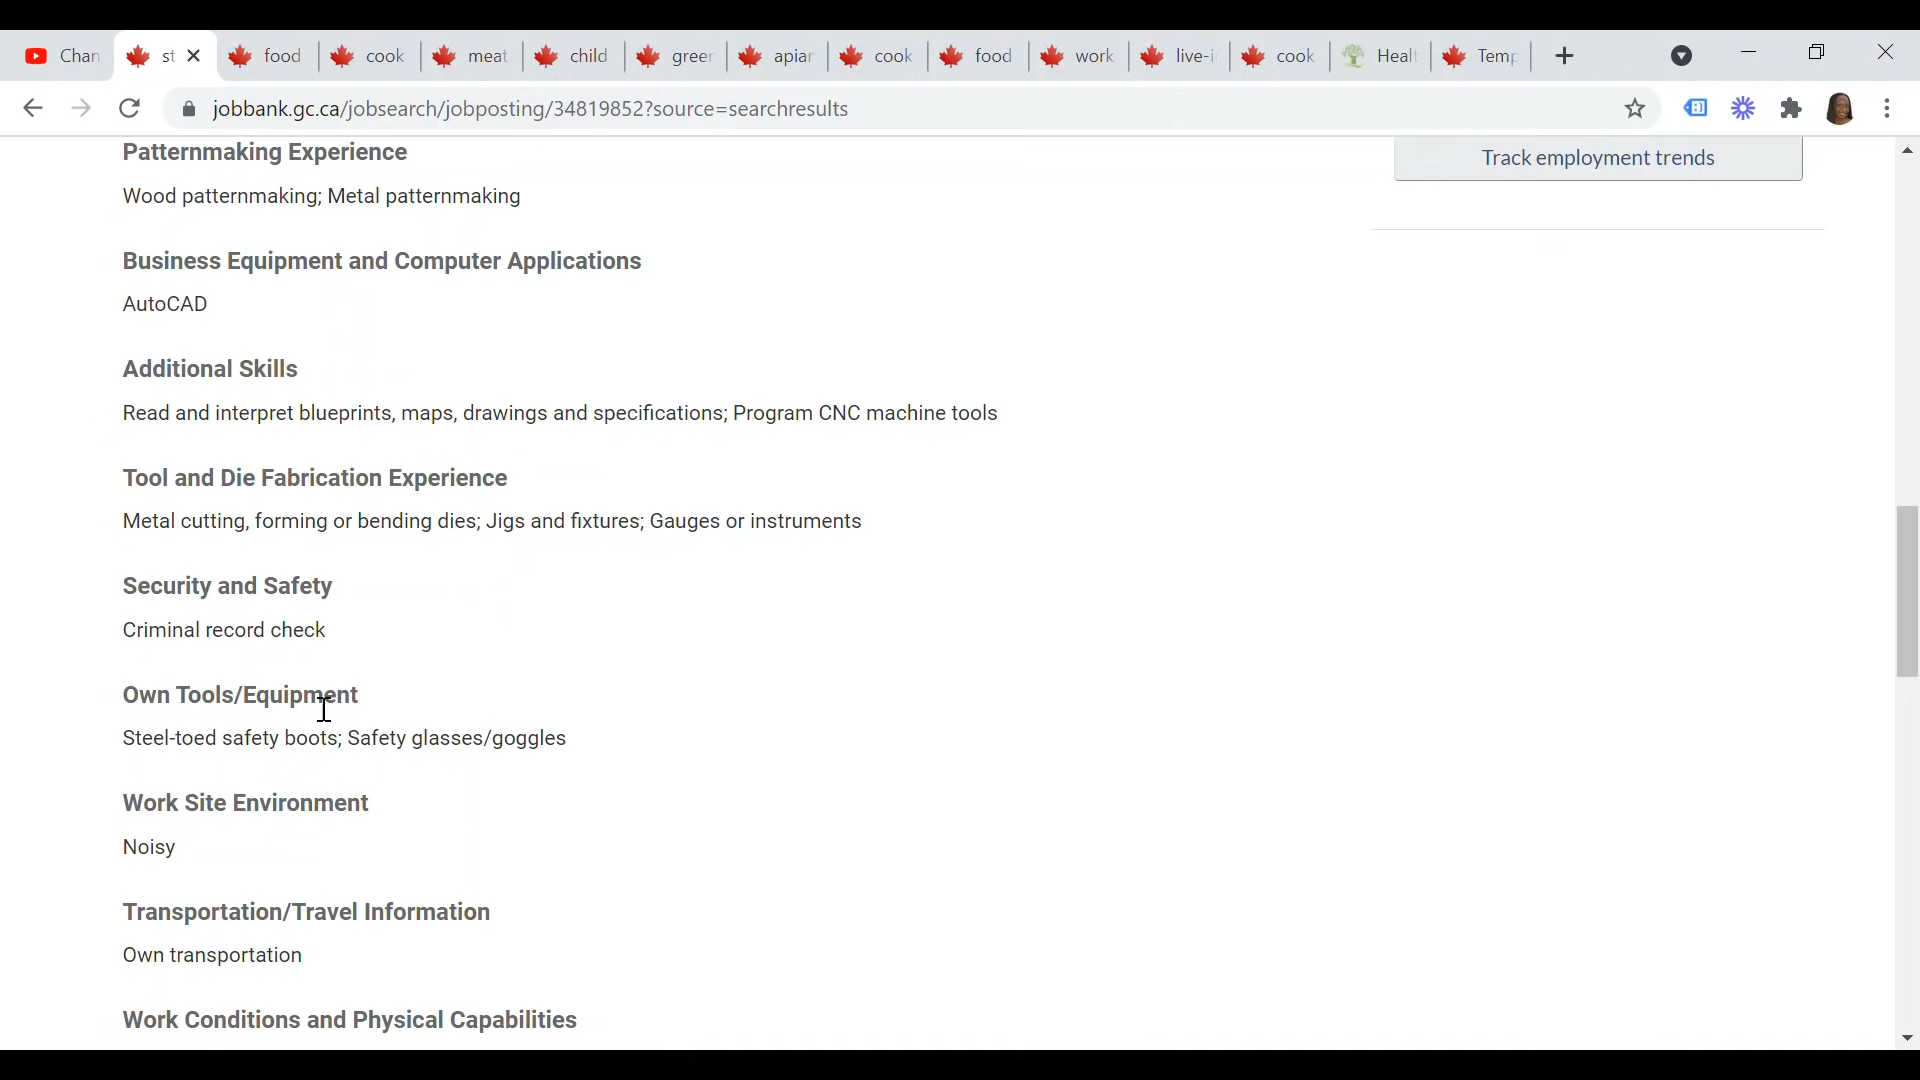 Chan
st
food
cook
meat
child
green
apiar
cook
food
work
live-i
cook
Healt
Temp
jobbank.gc.ca/jobsearch/jobposting/34819852?source=searchresults
Patternmaking Experience
Track employment trends
Wood patternmaking; Metal patternmaking
Business Equipment and Computer Applications
AutoCAD
Additional Skills
Read and interpret blueprints, maps, drawings and specifications; Program CNC machine tools
Tool and Die Fabrication Experience
Metal cutting, forming or bending dies; Jigs and fixtures; Gauges or instruments
Security and Safety
Criminal record check
Own Tools/Equipment
Steel-toed safety boots; Safety glasses/goggles
Work Site Environment
Noisy
Transportation/Travel Information
Own transportation
Work Conditions and Physical Capabilities